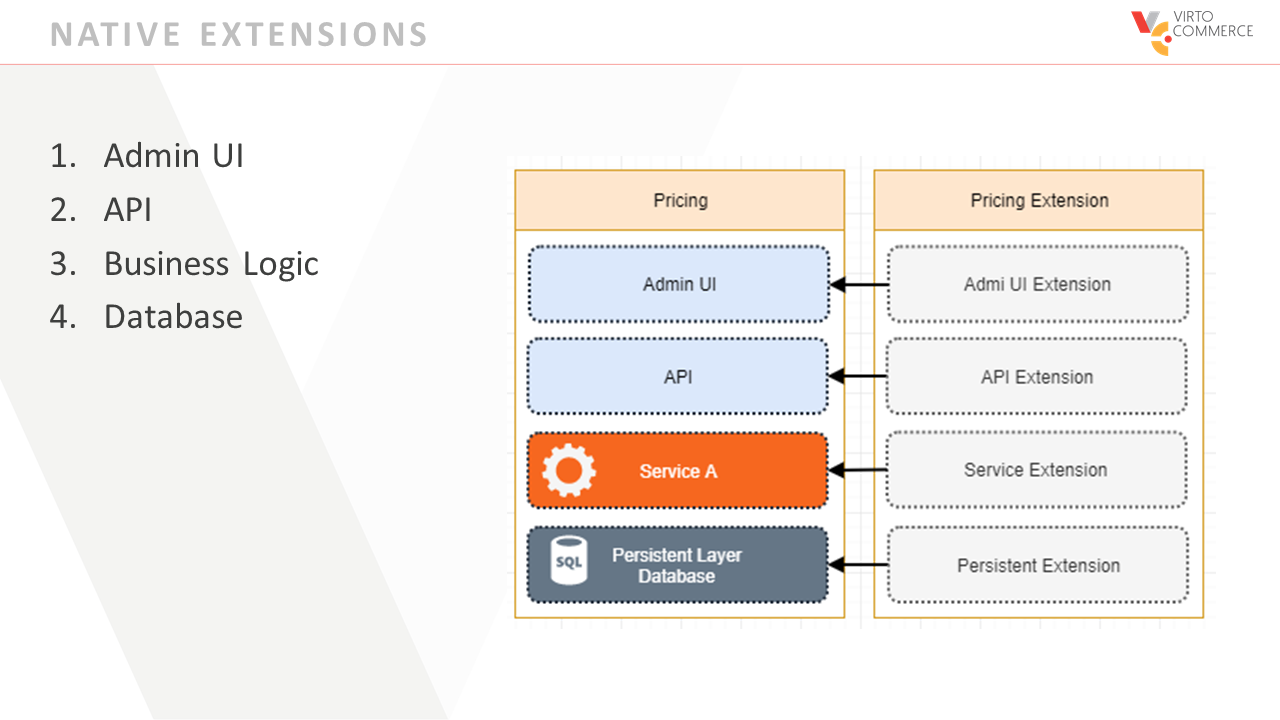 NATIVE EXTENSIONS
VIRTO
COMMERCE
1. Admin UI
2. API
3. Business Logic
4. Database
Pricing
Pricing Extension
Admin UI
Admi UI Extension
API
API Extension
Service A
Service Extension
SQL
Persistent Layer
Database
Persistent Extension